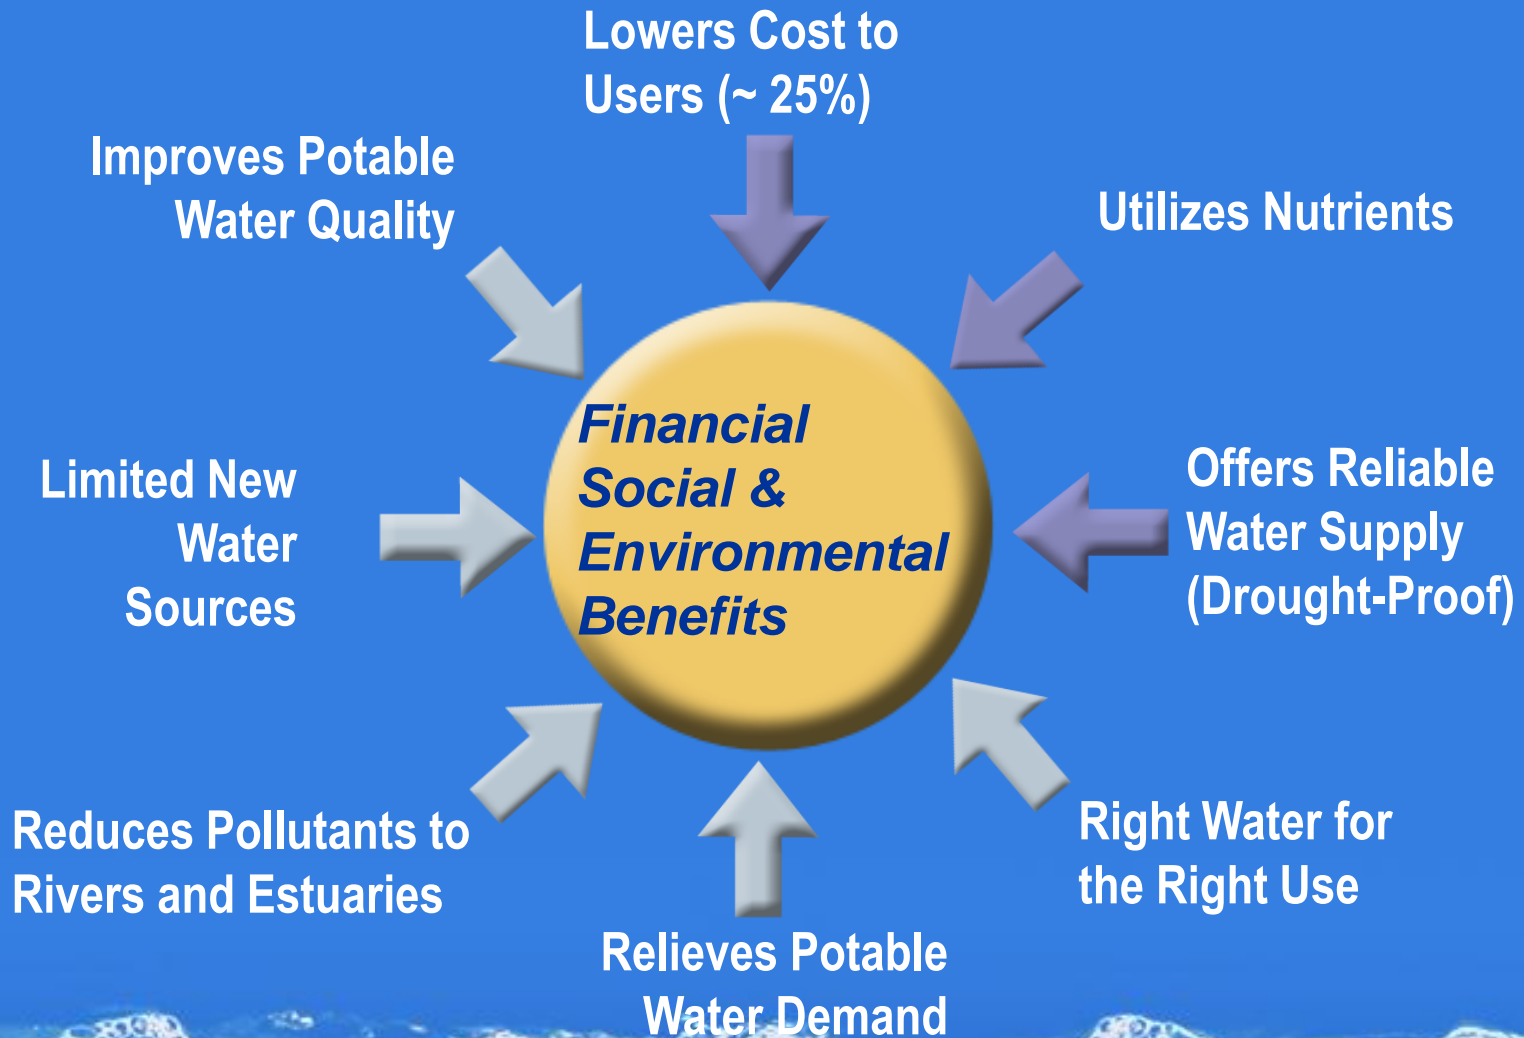 Lowers Cost to
Users (~ 25%)
Improves Potable
Water Quality
Utilizes Nutrients
Financial
Social &
Environmental
Benefits
Limited New
Water
Sources
Offers Reliable
Water Supply
(Drought-Proof)
Reduces Pollutants to
Rivers and Estuaries
Right Water for
the Right Use
Relieves Potable
Water Demand